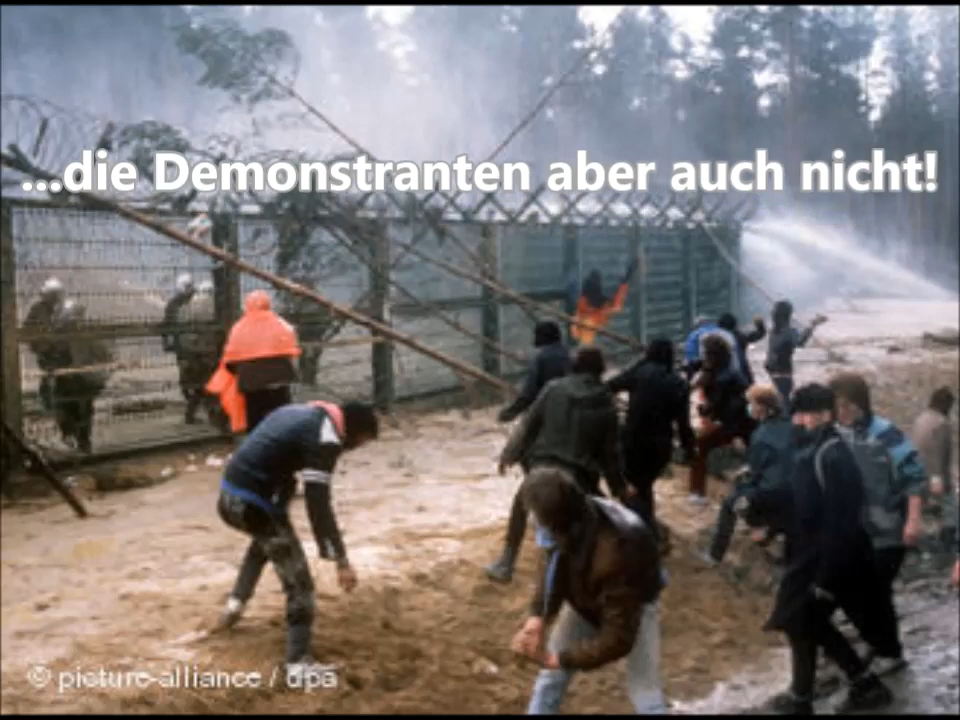 ...die Demonstranten aber auch nicht!
© picture-alliance / dpa